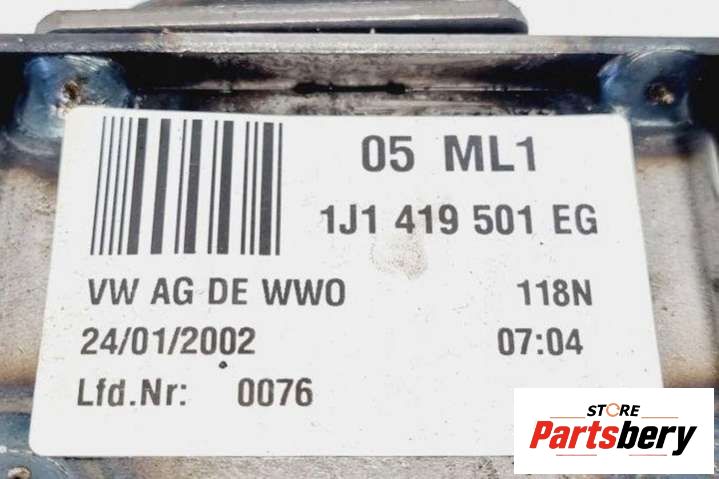 05 ML1
1J1 419 501 EG
VW AG DE WWO 118N
24/01/2002 07:04
Lfd.Nr: 0076
STORE
Partsbery